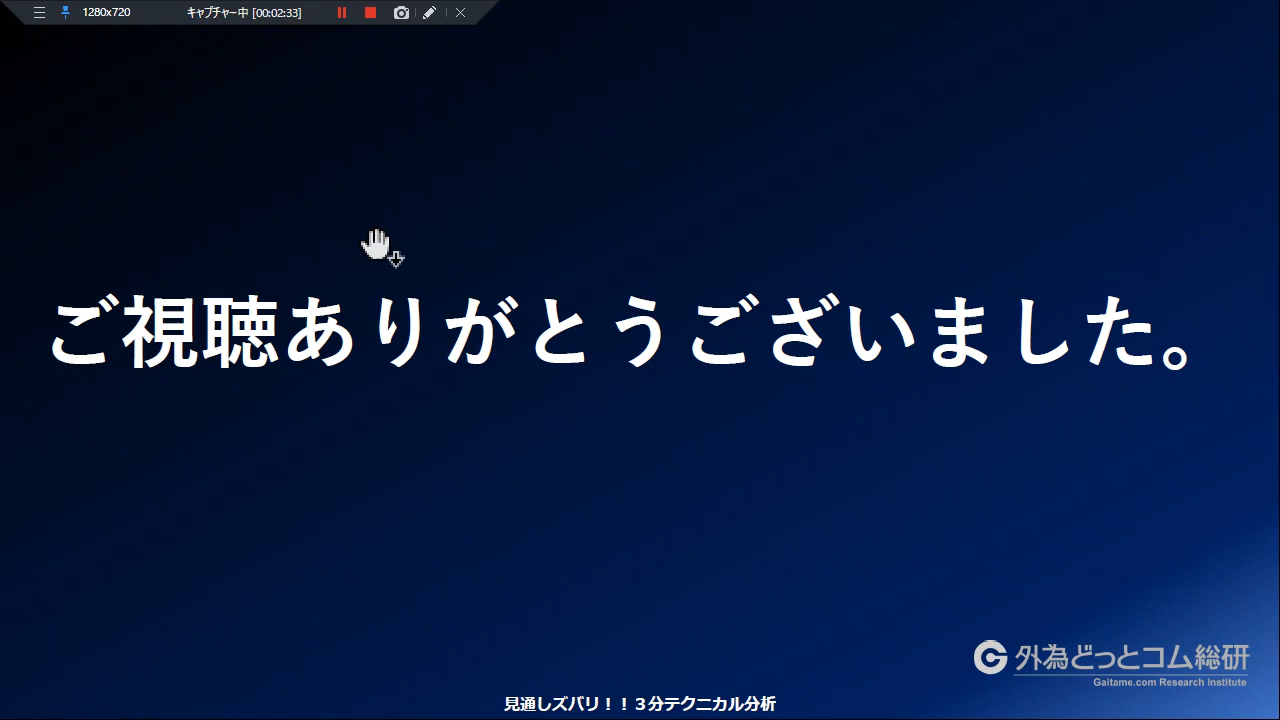 1280x720 キャプチャー中 [00:02:33]
ご視聴ありがとうございました。
外為どっとコム総研
Gaitame.com Research Institute
見通しズバリ！！３分テクニカル分析